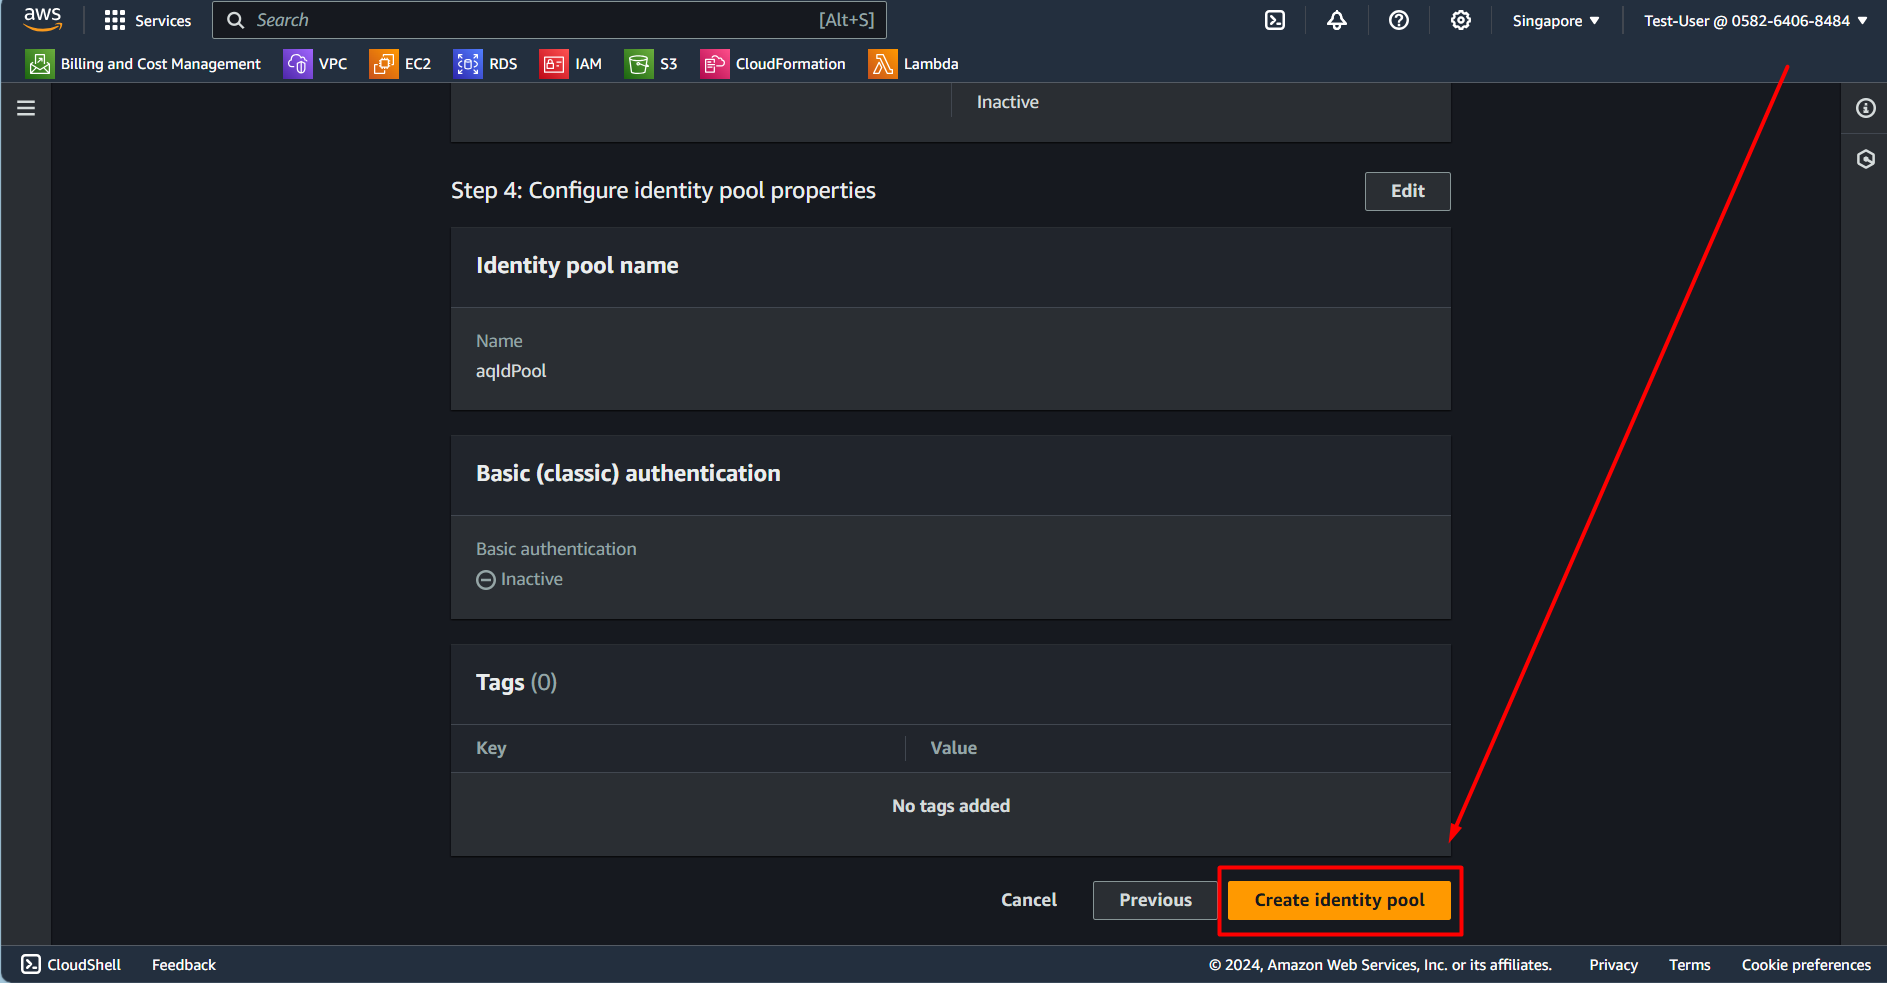 aws
Services
Search
[Alt+S]
Singapore
Test-User @ 0582-6406-8484
Billing and Cost Management
VPC
EC2
RDS
IAM
S3
CloudFormation
Lambda
Inactive
Step 4: Configure identity pool properties
Edit
Identity pool name
Name
aqIdPool
Basic (classic) authentication
Basic authentication
Inactive
Tags (0)
Key
Value
No tags added
Cancel
Previous
Create identity pool
CloudShell
Feedback
© 2024, Amazon Web Services, Inc. or its affiliates.
Privacy
Terms
Cookie preferences